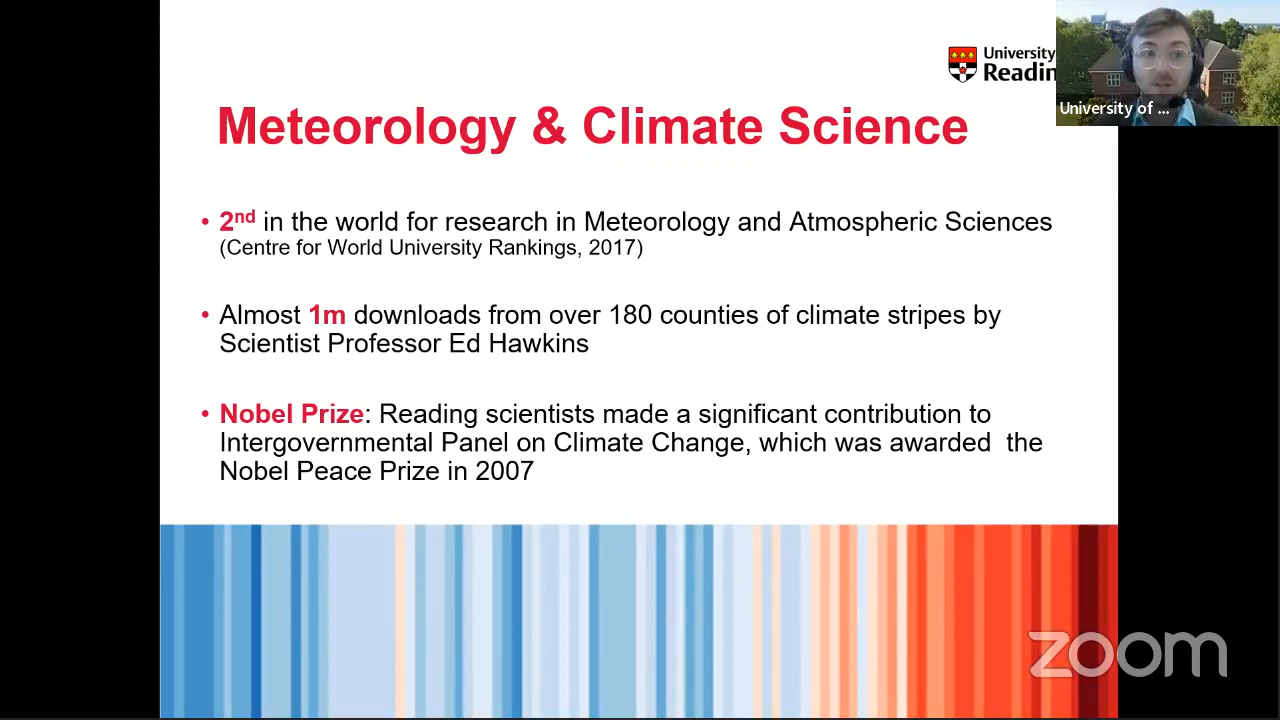 University
Readin
University of ...
Meteorology & Climate Science
• 2nd in the world for research in Meteorology and Atmospheric Sciences
(Centre for World University Rankings, 2017)
• Almost 1m downloads from over 180 counties of climate stripes by
Scientist Professor Ed Hawkins
• Nobel Prize: Reading scientists made a significant contribution to
Intergovernmental Panel on Climate Change, which was awarded  the
Nobel Peace Prize in 2007
zoom